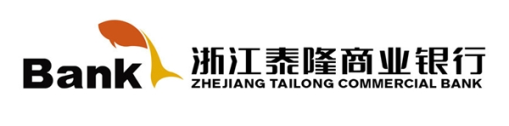 Bank
浙江泰隆商业银行
ZHEJIANG TAILONG COMMERCIAL BANK